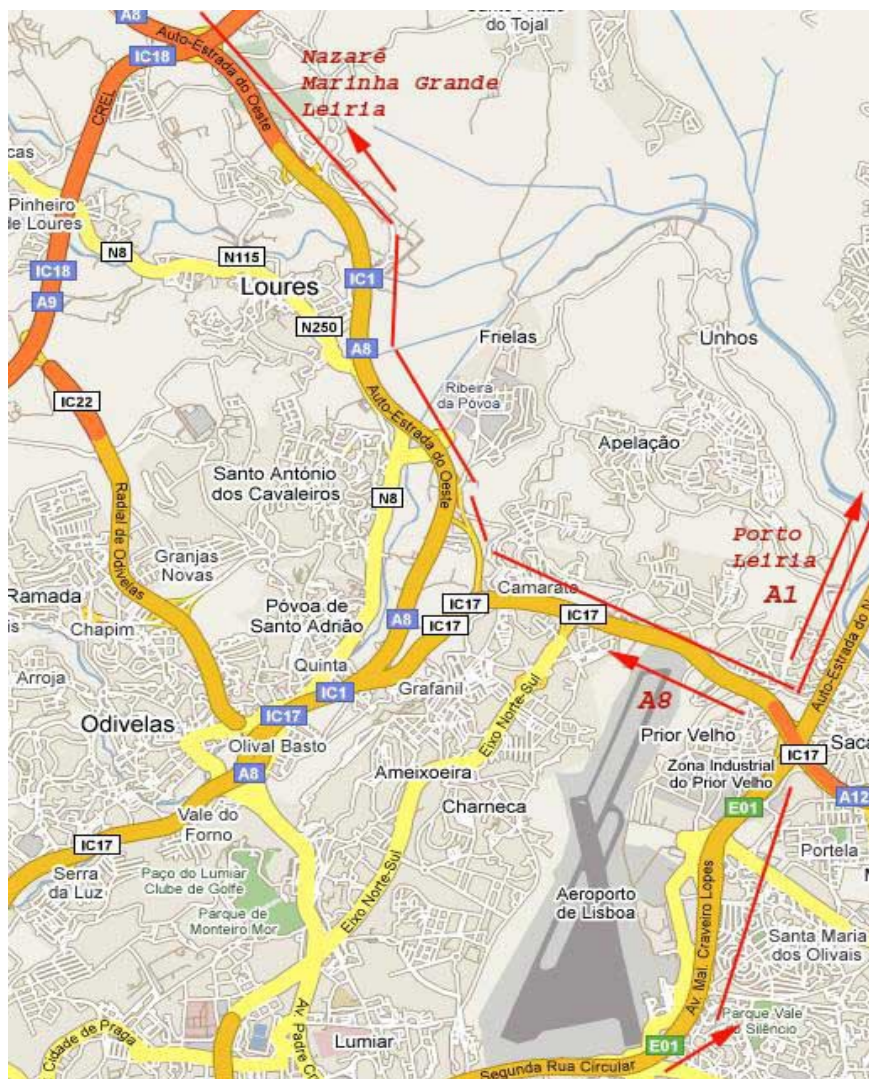 A8
do Tojal
IC18
Auto-Estrada do Oeste
Nazaré
Marinha Grande
Leiria
CREL
cas
Pinheiro
de Loures
N8
N115
IC18
IC1
A9
Loures
N250
A8
Frielas
Unhos
IC22
Ribeira
da Póvoa
Auto-Estrada do Oeste
Apelação
Santo António
dos Cavaleiros
N8
Radial de Odivelas
Porto
Leiria
A1
Granjas
Novas
Camarate
Ramada
Chapim
Póvoa de
Santo Adrião
IC17
IC17
IC17
A8
Auto-Estrada do N
Quinta
Arroja
IC1
Grafanil
A8
Odivelas
IC17
Eixo Norte-Sul
Prior Velho
IC17
Saca
Olival Basto
A8
Ameixoeira
Zona Industrial
do Prior Velho
Charneca
E01
A12
Vale do
Forno
IC17
Serra
da Luz
Paço do Lumiar
Clube de Golfe
Eixo Norte-Sul
Portela
Parque de
Monteiro Mor
Aeroporto
de Lisboa
Av. Mal. Craveiro Lopes
Santa Maria
dos Olivais
Parque Vale
do Silêncio
Cidade de Praga
Av. Padre Cr
Lumiar
E01
Segunda Rua Circular